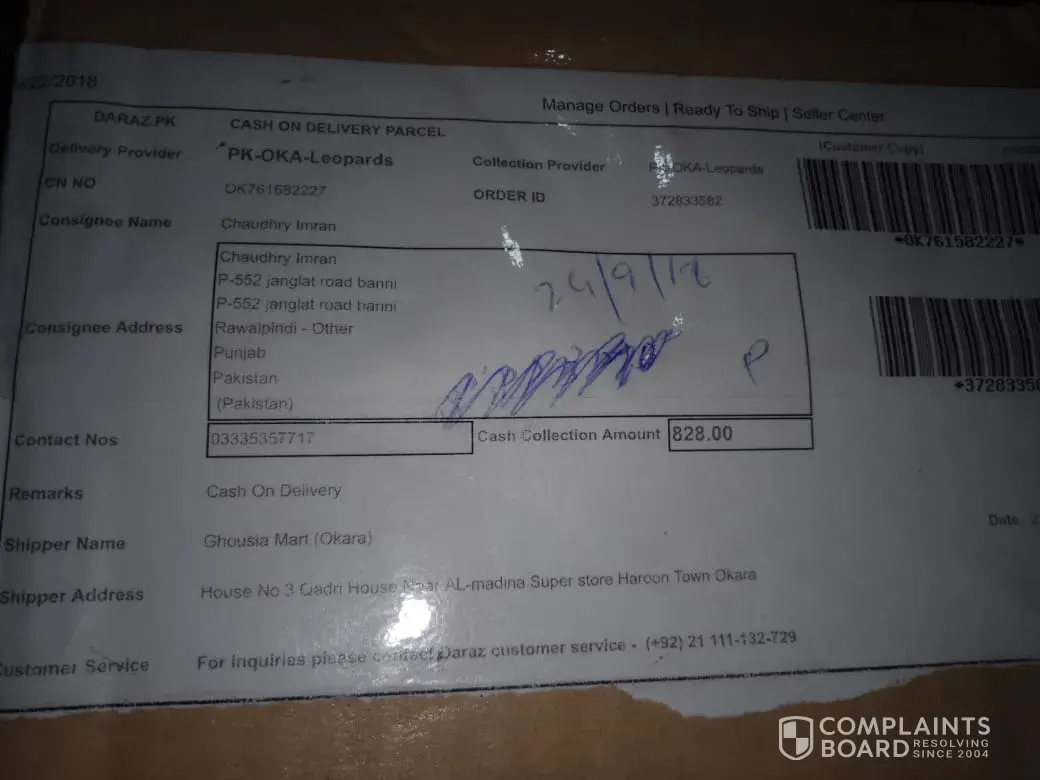 /2018
Manage Orders | Ready To Ship | Seller Center
DARAZ.PK CASH ON DELIVERY PARCEL
(Customer Copy)
Delivery Provider PK-OKA-Leopards Collection Provider PK-OKA-Leopards
CN NO OK761582227 ORDER ID 372833582
*OK761582227*
Consignee Name Chaudhry Imran
Chaudhry Imran
P-552 janglat road banni
P-552 janglat road banni
Consignee Address Rawalpindi - Other
Punjab
Pakistan
(Pakistan)
24/9/18
P
*3728335
Contact Nos 03335357717 Cash Collection Amount 828.00
Remarks Cash On Delivery
Date
Shipper Name Ghousia Mart (Okara)
Shipper Address House No 3 Qadri House Near AL-madina Super store Haroon Town Okara
Customer Service For inquiries please contact Daraz customer service - (+92) 21 111-132-729
COMPLAINTS
BOARD RESOLVING
SINCE 2004